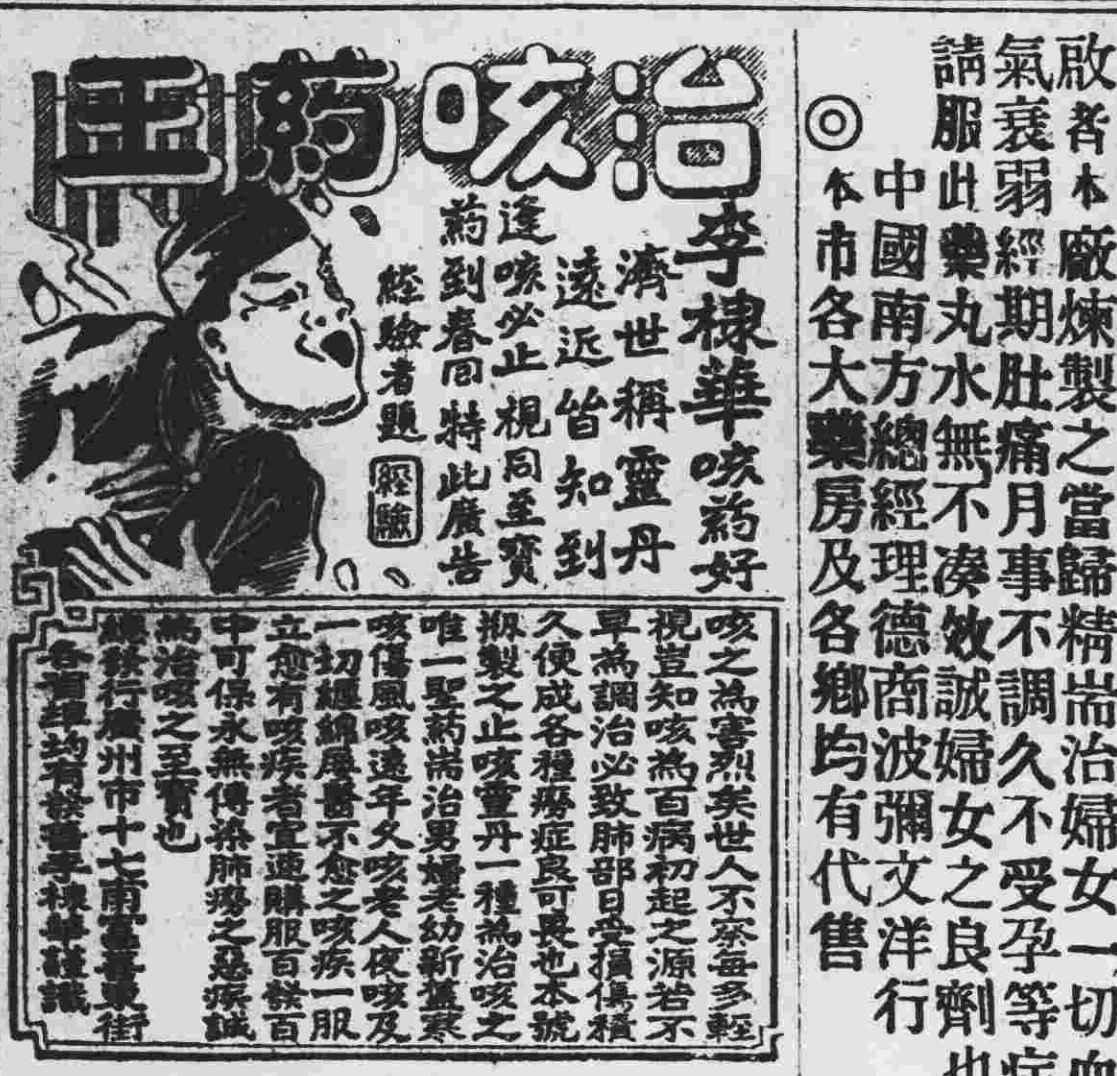 啟者本廠煉製之當歸精耑治婦女一切血
氣衰弱經期肚痛月事不調久不受孕等症
請服此藥丸水無不凑效誠婦女之良劑也
中國南方總經理德商波彌文洋行
◎本市各大藥房及各鄉均有代售
治咳药王
李棣華咳药好
濟世稱靈丹
遠近皆知到
逢咳必止視同至寳
药到春回特此廣告
經驗者題
經驗
咳之為害烈矣世人不察每多輕
視豈知咳為百病初起之源若不
早為調治必致肺部日受損傷積
久便成各種癆症良可畏也本號
製之止咳靈丹一種為治咳之
唯一聖药耑治男婦老幼新舊寒
咳傷風咳遠年久咳老人夜咳及
一切纏綿屢醫不愈之咳疾一服
立愈有咳疾者宜速購服百發百
中可保永無傳染肺癆之惡疾誠
為治咳之至寳也
總發行廣州市十七甫富善東街
各省埠均有發售李棣華謹識